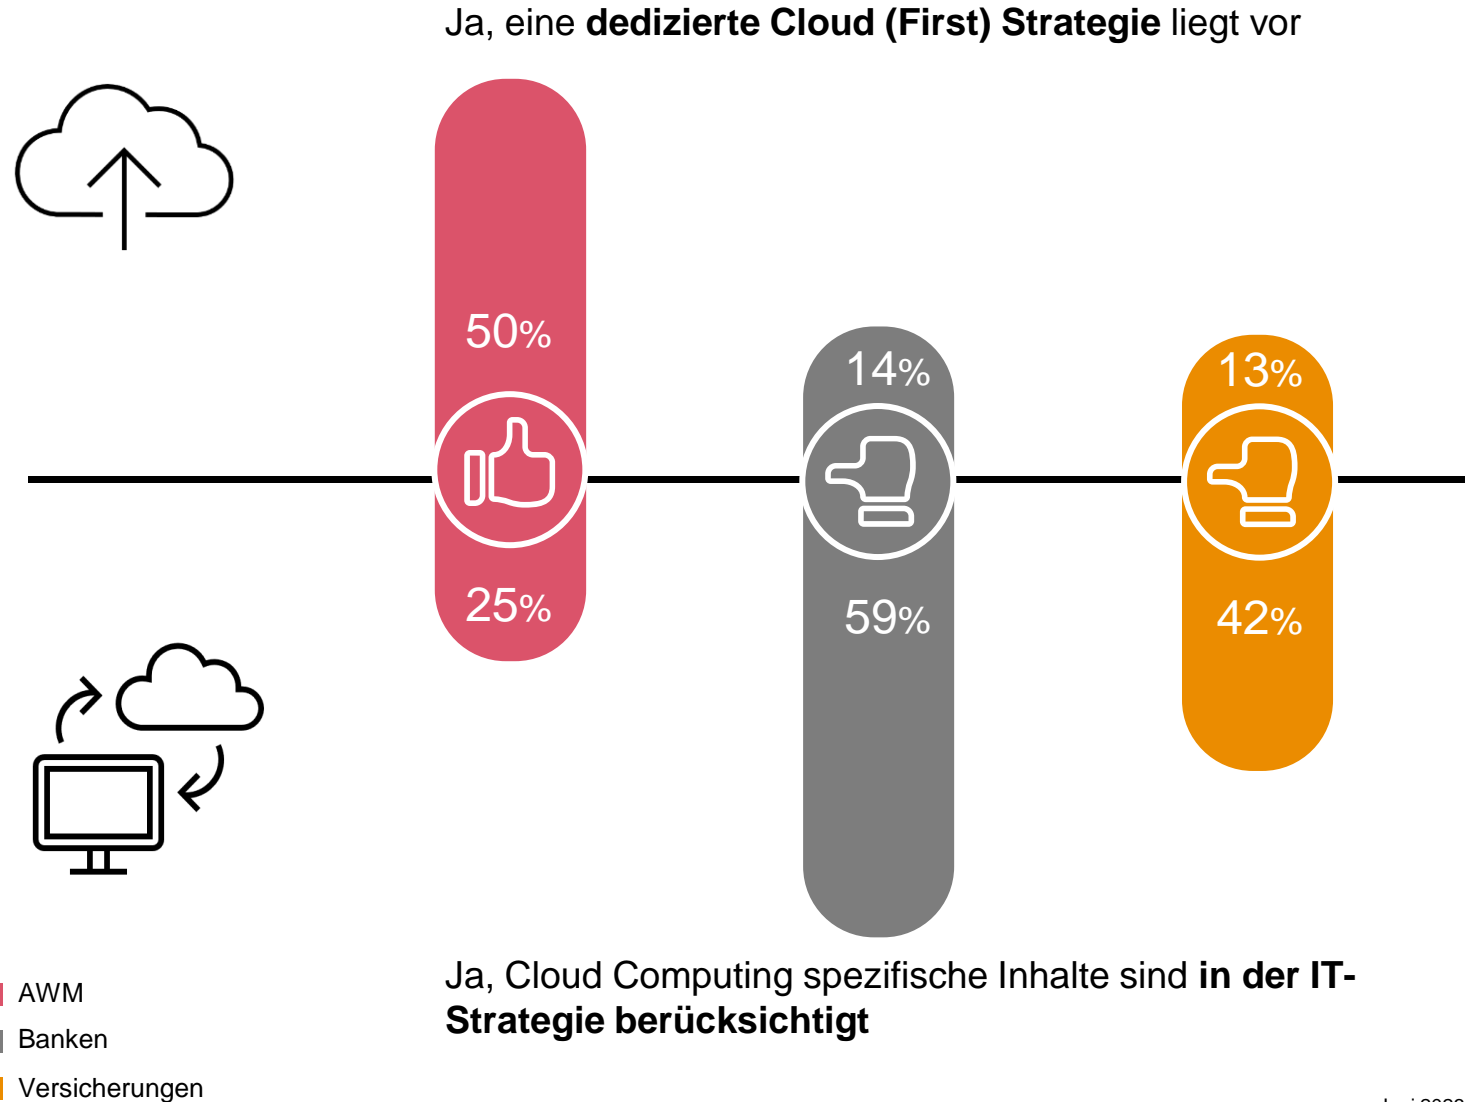 Ja, eine dedizierte Cloud (First) Strategie liegt vor
50%
14%
13%
25%
59%
42%
Ja, Cloud Computing spezifische Inhalte sind in der IT-
Strategie berücksichtigt
AWM
Banken
Versicherungen